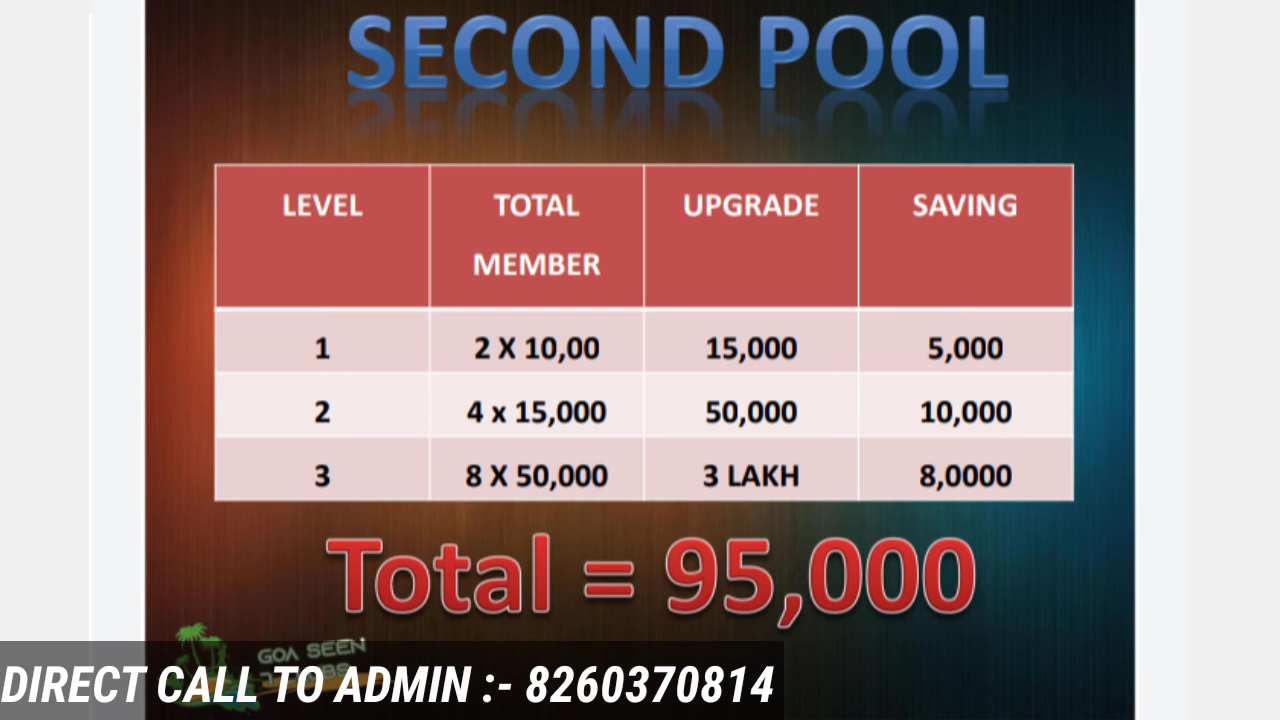 SECOND POOL
LEVEL TOTAL MEMBER UPGRADE SAVING
1 2 X 10,00 15,000 5,000
2 4 x 15,000 50,000 10,000
3 8 X 50,000 3 LAKH 8,0000
Total = 95,000
GOA SEEN
DIRECT CALL TO ADMIN :- 8260370814